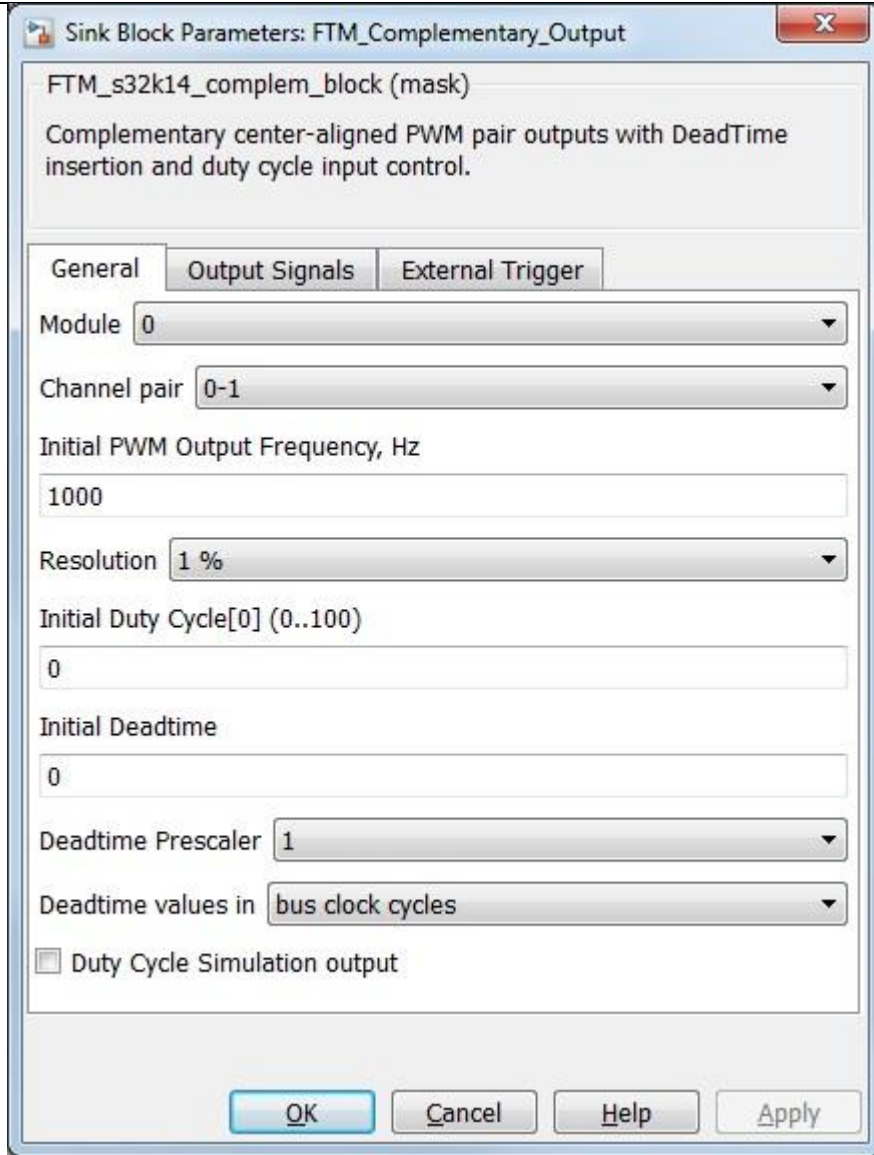 Sink Block Parameters: FTM_Complementary_Output
FTM_s32k14_complem_block (mask)
Complementary center-aligned PWM pair outputs with DeadTime
insertion and duty cycle input control.
General Output Signals External Trigger
Module 0
Channel pair 0-1
Initial PWM Output Frequency, Hz
1000
Resolution 1 %
Initial Duty Cycle[0] (0..100)
0
Initial Deadtime
0
Deadtime Prescaler 1
Deadtime values in bus clock cycles
Duty Cycle Simulation output
OK Cancel Help Apply